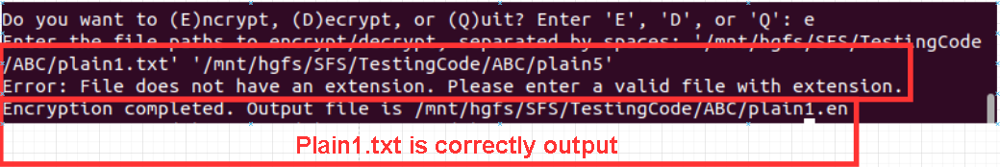 Do you want to (E)ncrypt, (D)ecrypt, or (Q)uit? Enter 'E', 'D', or 'Q': e
Enter the file paths to encrypt/decrypt, separated by spaces: '/mnt/hgfs/SFS/TestingCode
/ABC/plain1.txt' '/mnt/hgfs/SFS/TestingCode/ABC/plain5'
Error: File does not have an extension. Please enter a valid file with extension.
Encryption completed. Output file is /mnt/hgfs/SFS/TestingCode/ABC/plain1.en
Plain1.txt is correctly output